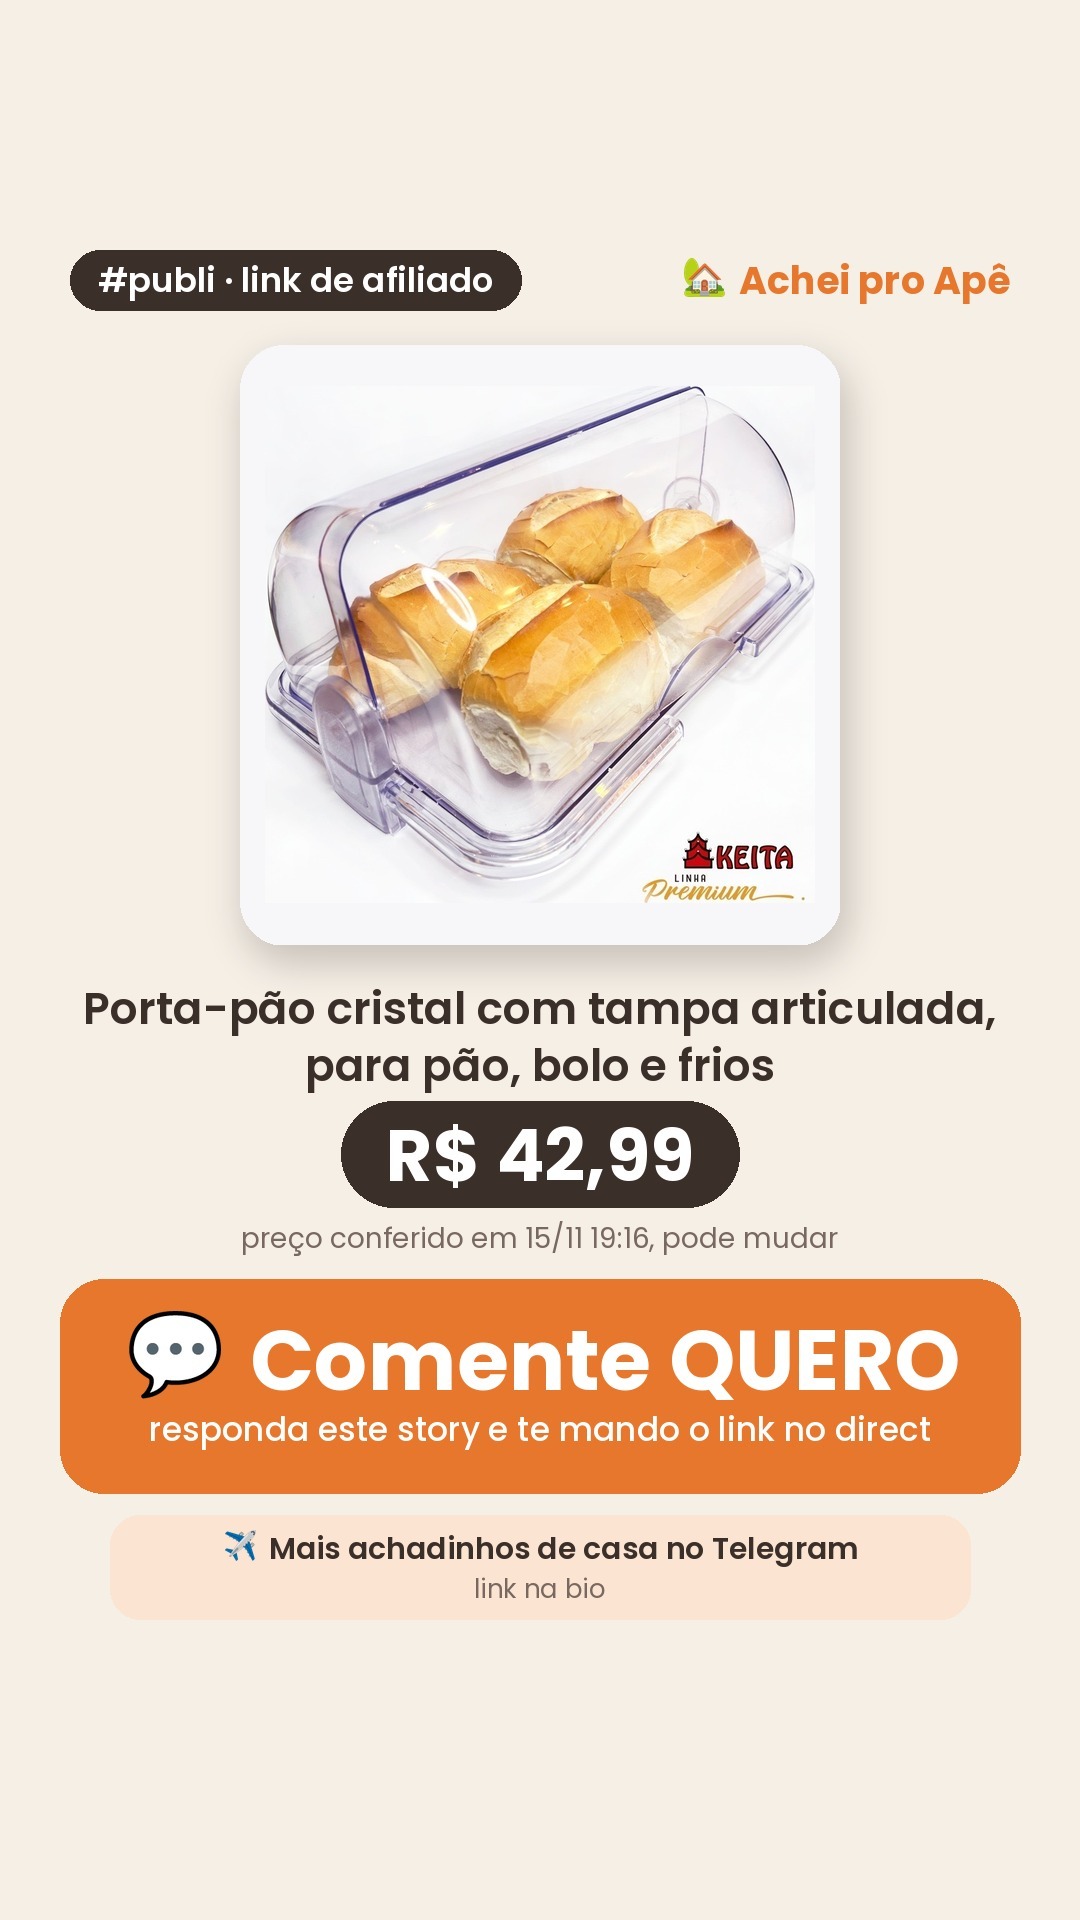 #publi · link de afiliado
Achei pro Apê
KEITA
LINHA
Premium
Porta-pão cristal com tampa articulada,
para pão, bolo e frios
R$ 42,99
preço conferido em 15/11 19:16, pode mudar
Comente QUERO
responda este story e te mando o link no direct
Mais achadinhos de casa no Telegram
link na bio